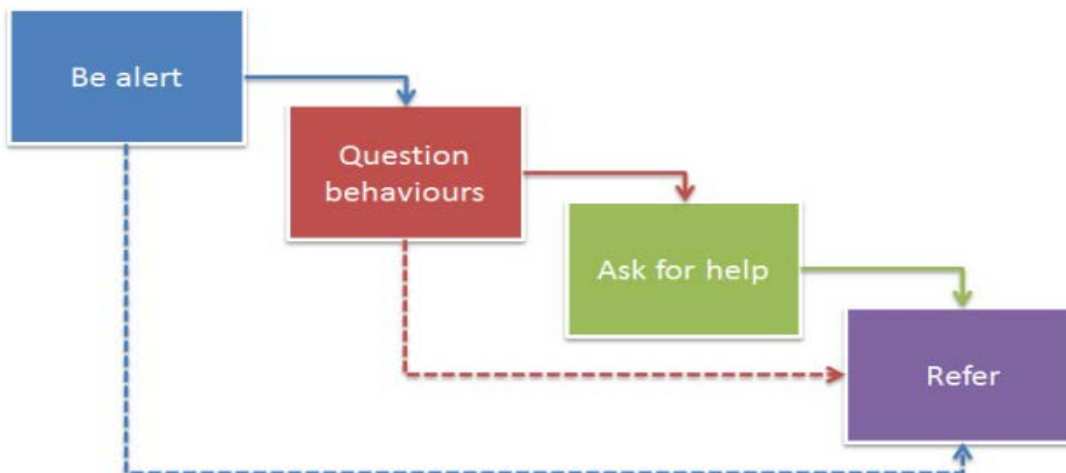 Be alert
Question
behaviours
Ask for help
Refer